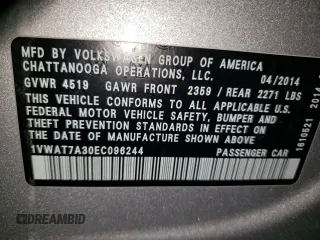 MFD BY VOLKSWAGEN GROUP OF AMERICA
CHATTANOOGA OPERATIONS, LLC. 04/2014
GVWR 4519 GAWR FRONT 2359 / REAR 2271 LBS
THIS VEHICLE CONFORMS TO ALL APPLICABLE U.S.
FEDERAL MOTOR VEHICLE SAFETY, BUMPER AND
THEFT PREVENTION STANDARDS IN EFFECT ON THE
DATE OF MANUFACTURE SHOWN ABOVE
1VWAT7A30EC096244 PASSENGER CAR
1610521 2014
DREAMBID